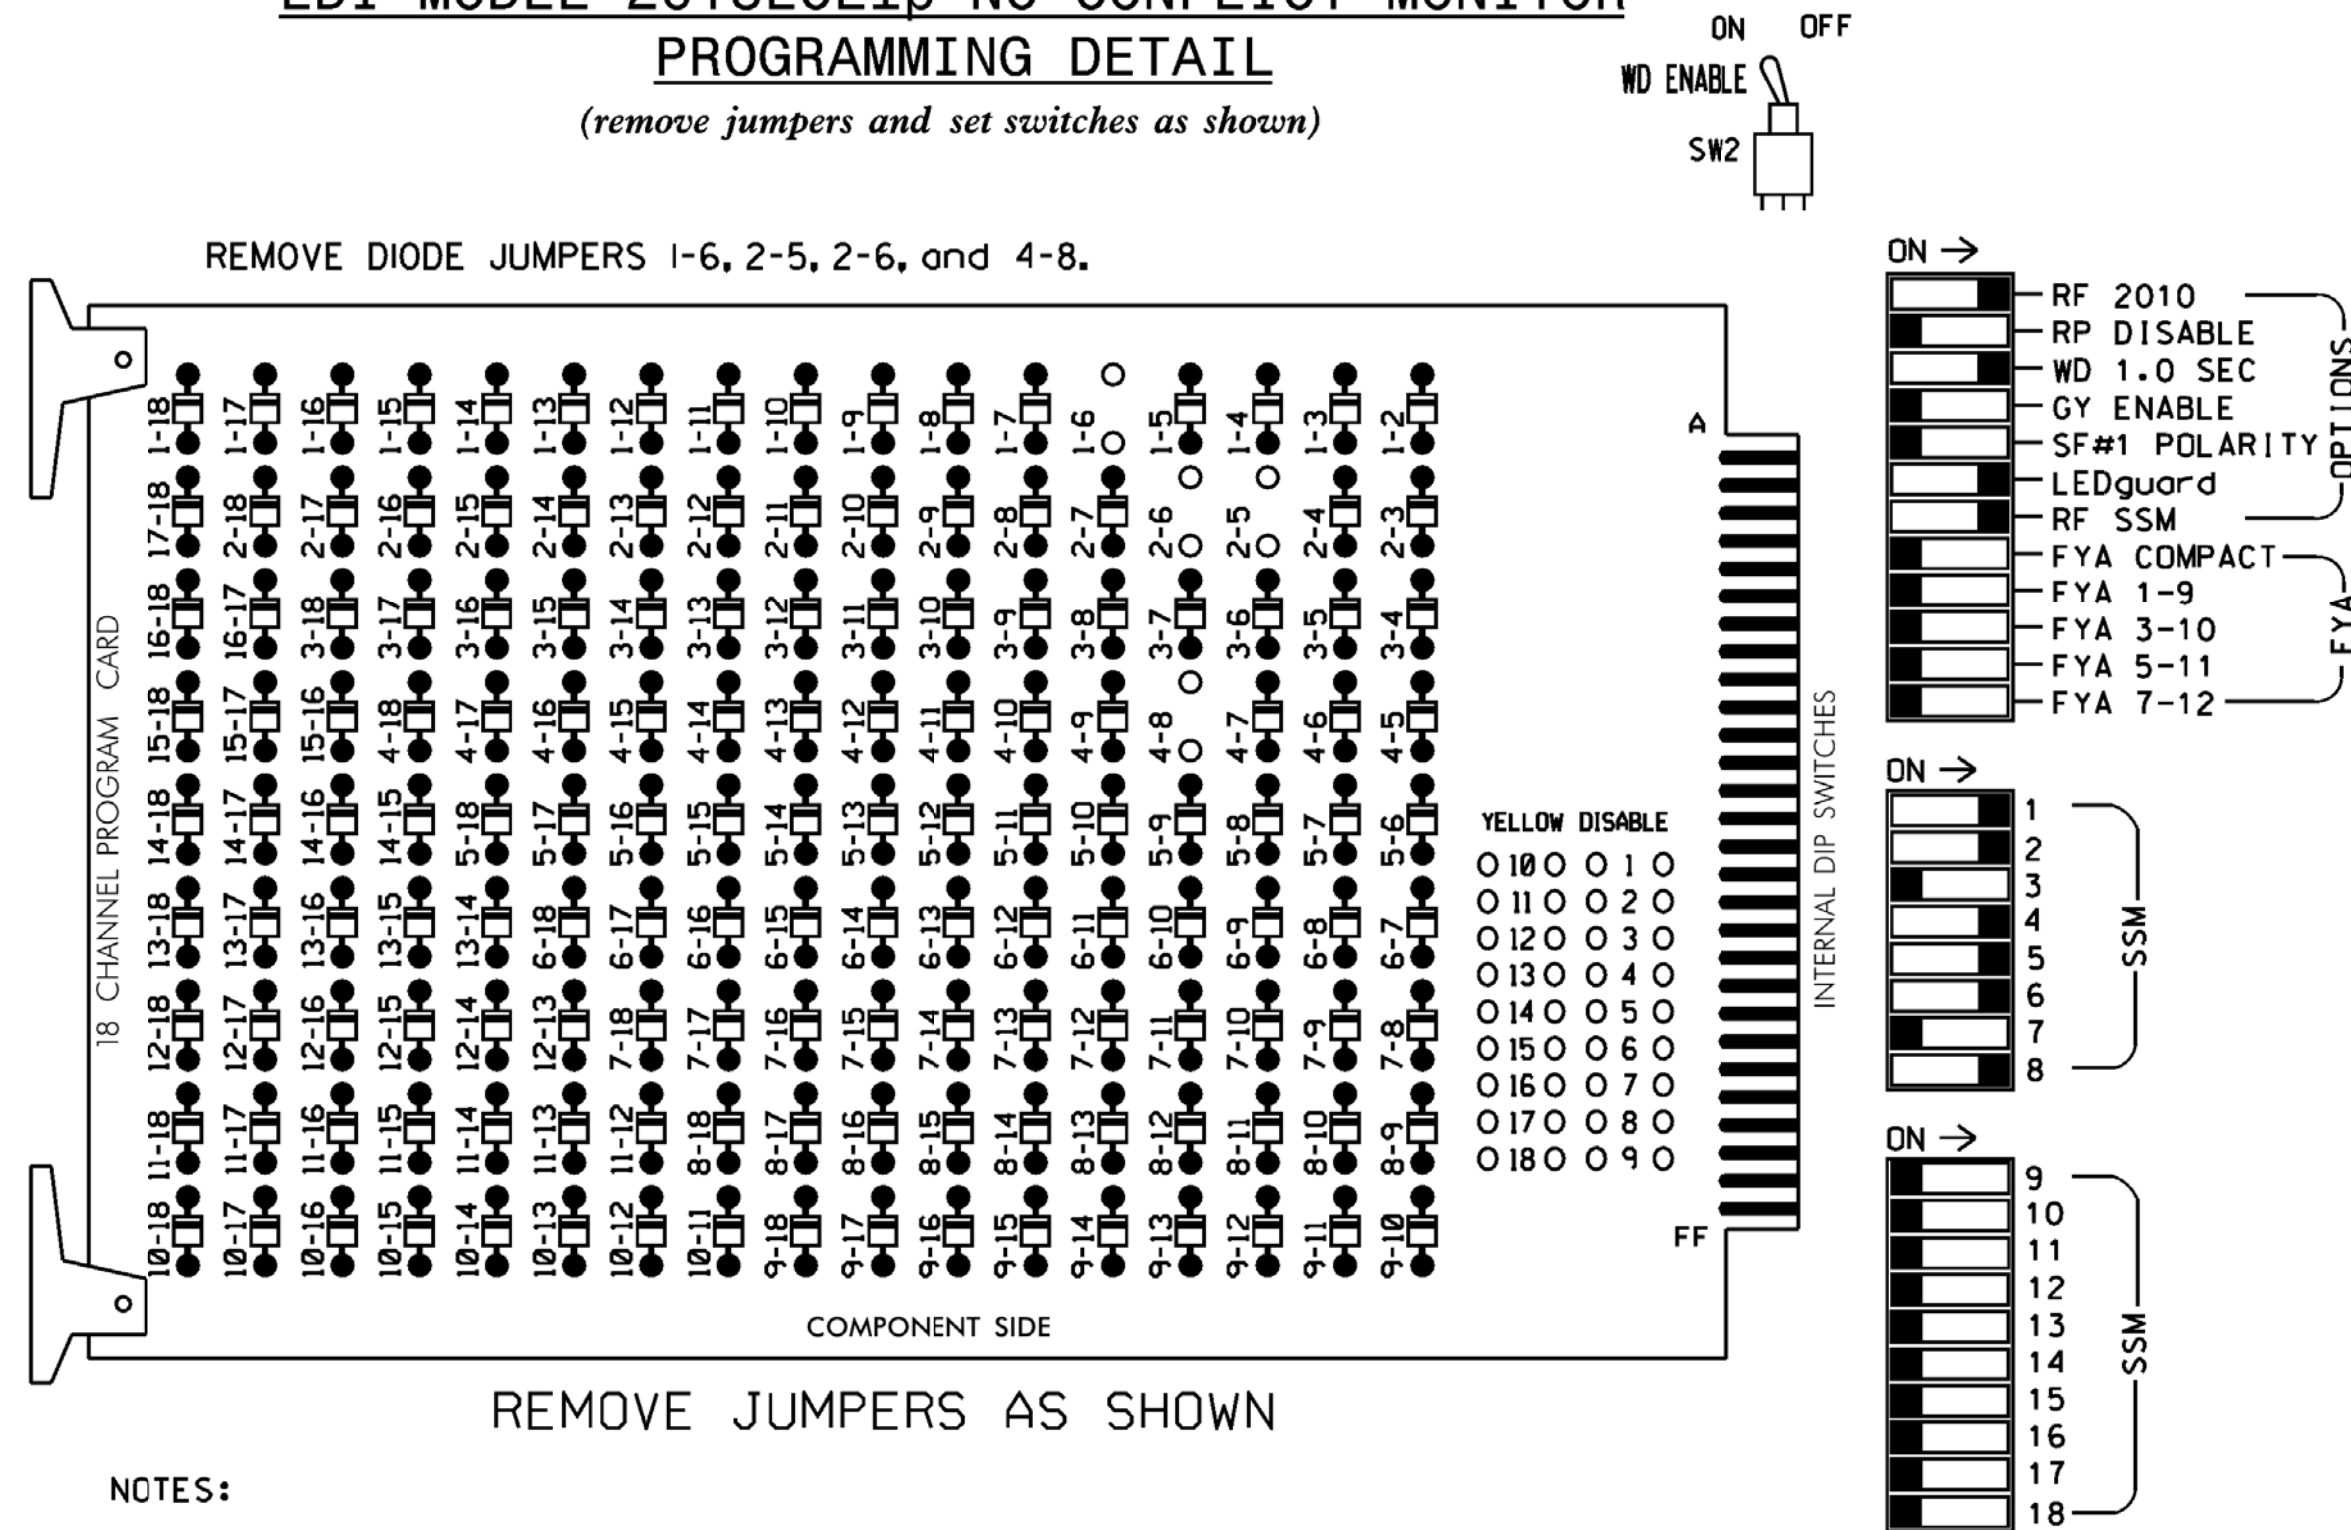 PROGRAMMING DETAIL
(remove jumpers and set switches as shown)
ON OFF
WD ENABLE
SW2
REMOVE DIODE JUMPERS 1-6, 2-5, 2-6, and 4-8.
18 CHANNEL PROGRAM CARD
1-18 1-17 1-16 1-15 1-14 1-13 1-12 1-11 1-10 1-9 1-8 1-7 1-6 1-5 1-4 1-3 1-2
17-18 2-18 2-17 2-16 2-15 2-14 2-13 2-12 2-11 2-10 2-9 2-8 2-7 2-6 2-5 2-4 2-3
16-18 16-17 3-18 3-17 3-16 3-15 3-14 3-13 3-12 3-11 3-10 3-9 3-8 3-7 3-6 3-5 3-4
15-18 15-17 15-16 4-18 4-17 4-16 4-15 4-14 4-13 4-12 4-11 4-10 4-9 4-8 4-7 4-6 4-5
14-18 14-17 14-16 14-15 5-18 5-17 5-16 5-15 5-14 5-13 5-12 5-11 5-10 5-9 5-8 5-7 5-6
13-18 13-17 13-16 13-15 13-14 6-18 6-17 6-16 6-15 6-14 6-13 6-12 6-11 6-10 6-9 6-8 6-7
12-18 12-17 12-16 12-15 12-14 12-13 7-18 7-17 7-16 7-15 7-14 7-13 7-12 7-11 7-10 7-9 7-8
11-18 11-17 11-16 11-15 11-14 11-13 11-12 8-18 8-17 8-16 8-15 8-14 8-13 8-12 8-11 8-10 8-9
10-18 10-17 10-16 10-15 10-14 10-13 10-12 10-11 9-18 9-17 9-16 9-15 9-14 9-13 9-12 9-11 9-10
A
FF
YELLOW DISABLE
10 1
11 2
12 3
13 4
14 5
15 6
16 7
17 8
18 9
COMPONENT SIDE
REMOVE JUMPERS AS SHOWN
NOTES:
INTERNAL DIP SWITCHES
ON →
RF 2010
RP DISABLE
WD 1.0 SEC
GY ENABLE
SF#1 POLARITY
LEDguard
RF SSM
OPTIONS
FYA COMPACT
FYA 1-9
FYA 3-10
FYA 5-11
FYA 7-12
FYA
ON →
1
2
3
4
5
6
7
8
SSM
ON →
9
10
11
12
13
14
15
16
17
18
SSM